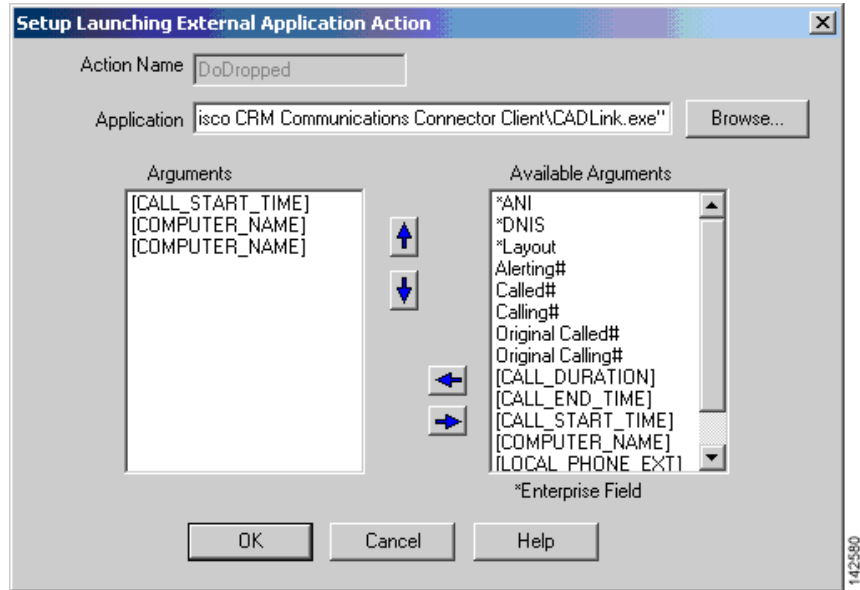 Setup Launching External Application Action
Action Name DoDropped
Application isco CRM Communications Connector Client\CADLink.exe" Browse...
Arguments
[CALL_START_TIME]
[COMPUTER_NAME]
[COMPUTER_NAME]
Available Arguments
*ANI
*DNIS
*Layout
Alerting#
Called#
Calling#
Original Called#
Original Calling#
[CALL_DURATION]
[CALL_END_TIME]
[CALL_START_TIME]
[COMPUTER_NAME]
[LOCAL_PHONE_EXT]
*Enterprise Field
OK Cancel Help
142580